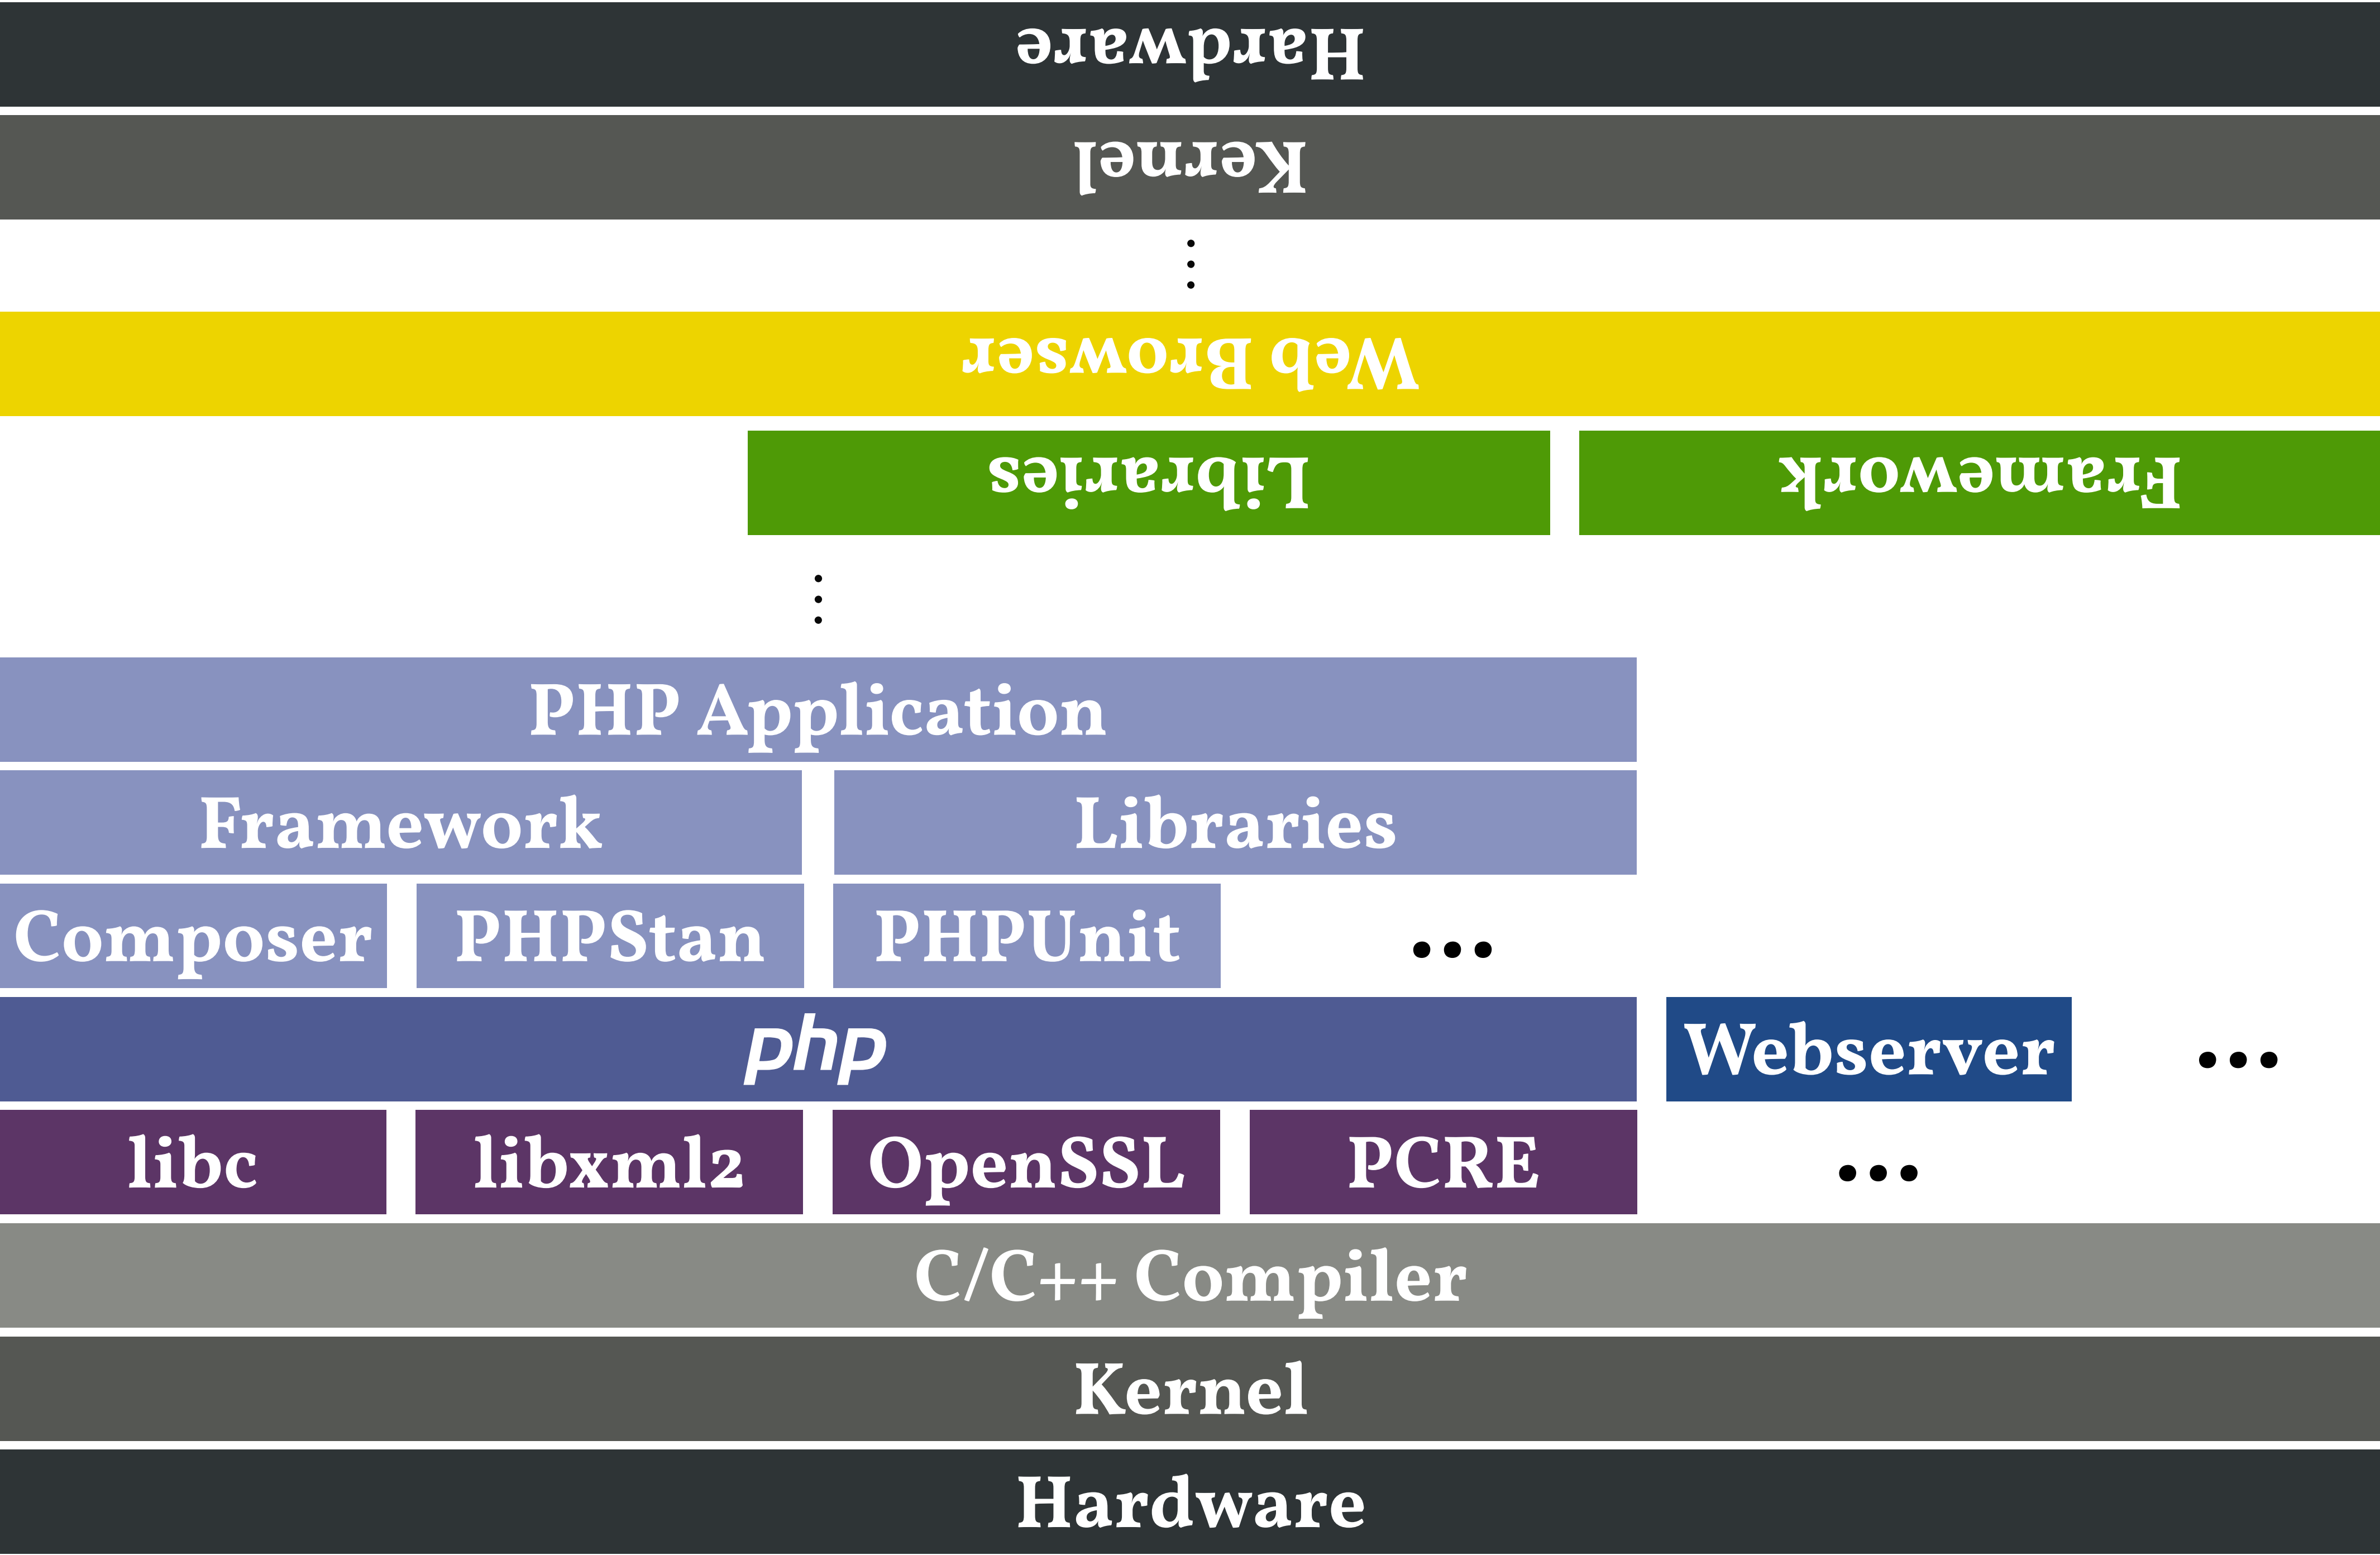 Hardware
Kernel
Web Browser
Libraries Framework
PHP Application
Framework Libraries
Composer PHPStan PHPUnit ...
php Webserver ...
libc libxml2 OpenSSL PCRE ...
C/C++ Compiler
Kernel
Hardware